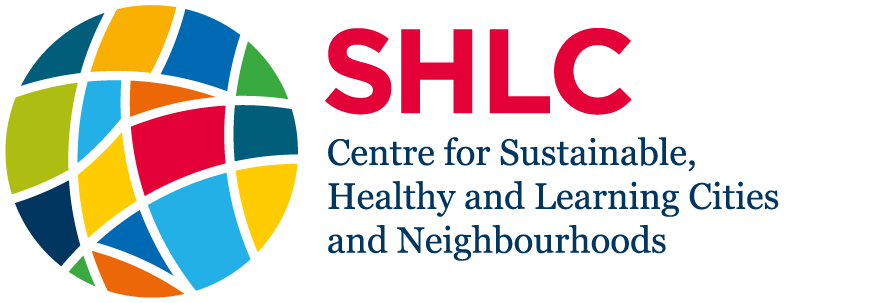 SHLC
Centre for Sustainable,
Healthy and Learning Cities
and Neighbourhoods